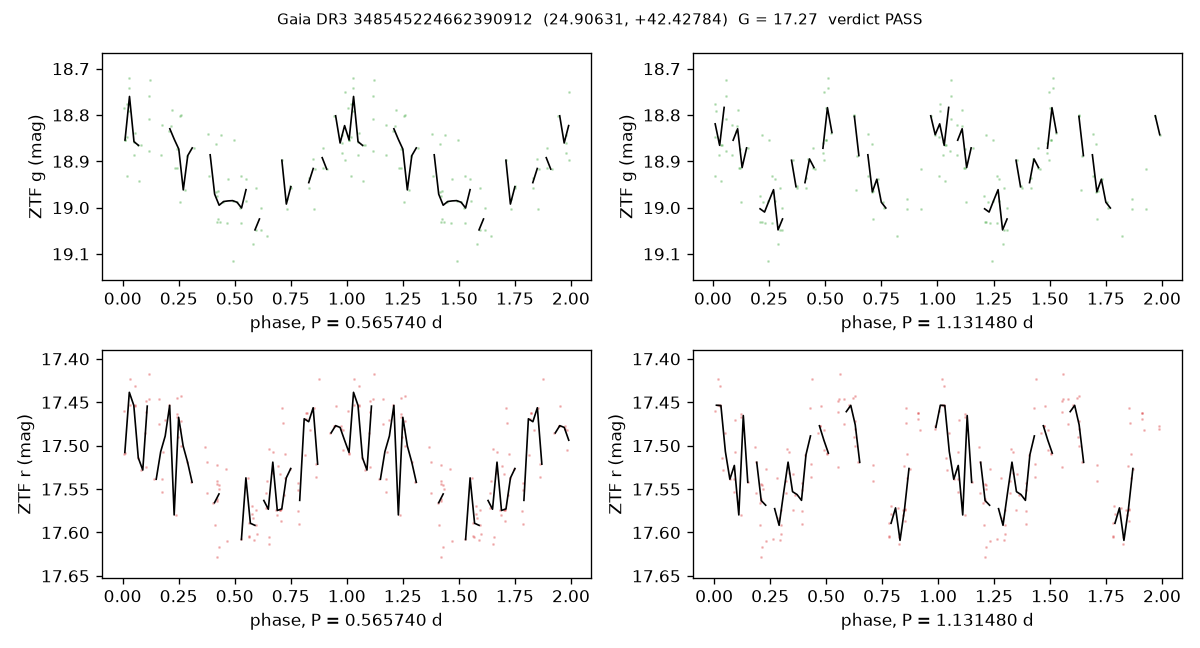 Gaia DR3 348545224662390912  (24.90631, +42.42784)  G = 17.27  verdict PASS
18.7
18.8
18.9
19.0
19.1
ZTF g (mag)
0.00 0.25 0.50 0.75 1.00 1.25 1.50 1.75 2.00
phase, P = 0.565740 d
18.7
18.8
18.9
19.0
19.1
ZTF g (mag)
0.00 0.25 0.50 0.75 1.00 1.25 1.50 1.75 2.00
phase, P = 1.131480 d
17.40
17.45
17.50
17.55
17.60
17.65
ZTF r (mag)
0.00 0.25 0.50 0.75 1.00 1.25 1.50 1.75 2.00
phase, P = 0.565740 d
17.40
17.45
17.50
17.55
17.60
17.65
ZTF r (mag)
0.00 0.25 0.50 0.75 1.00 1.25 1.50 1.75 2.00
phase, P = 1.131480 d